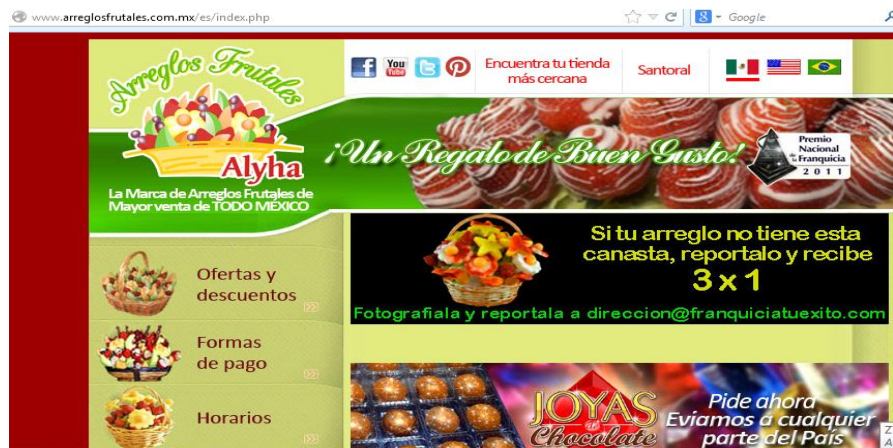 www.arreglosfrutales.com.mx/es/index.php
Google
Arreglos Frutales
Alyha
La Marca de Arreglos Frutales de
Mayor venta de TODO MÉXICO
You
Tube
Encuentra tu tienda
más cercana
Santoral
¡Un Regalo de Buen Gusto!
Premio
Nacional
de la Franquicia
2011
Si tu arreglo no tiene esta
canasta, reportalo y recibe
3 x 1
Fotografiala y reportala a direccion@franquiciatuexito.com
Ofertas y
descuentos
Formas
de pago
Horarios
JOYAS
de
Chocolate
Pide ahora
Eviamos a cualquier
parte del País